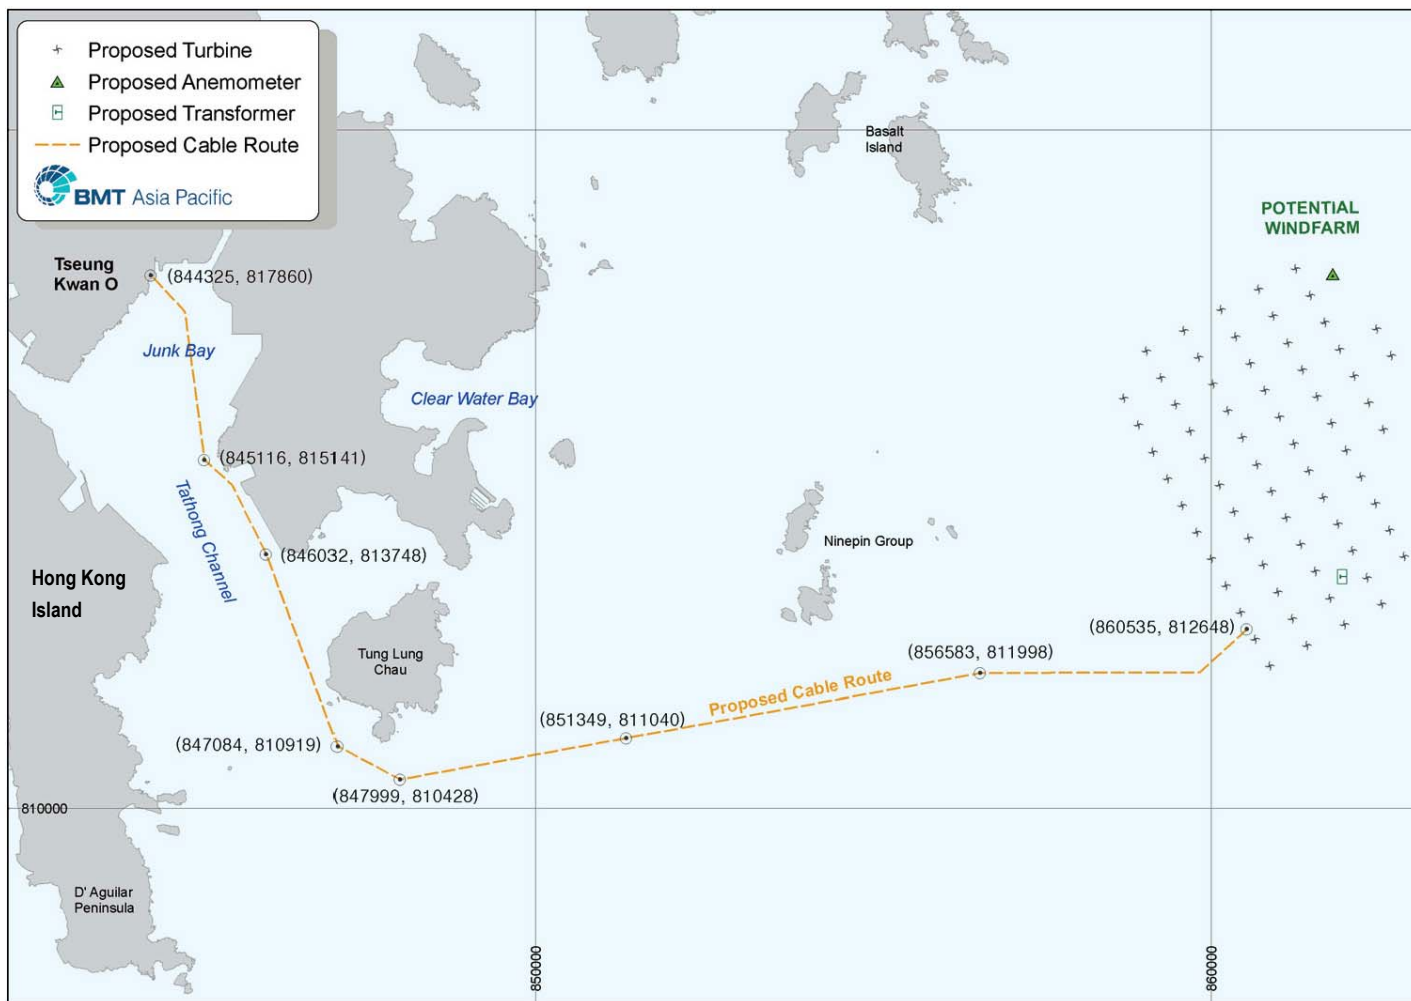 Proposed Turbine
Proposed Anemometer
Proposed Transformer
Proposed Cable Route
BMT Asia Pacific
Basalt
Island
POTENTIAL
WINDFARM
Tseung
Kwan O
(844325, 817860)
Junk Bay
Clear Water Bay
(845116, 815141)
Tathong Channel
Ninepin Group
(846032, 813748)
Hong Kong
Island
(860535, 812648)
Tung Lung
Chau
(856583, 811998)
Proposed Cable Route
(851349, 811040)
(847084, 810919)
(847999, 810428)
810000
D' Aguilar
Peninsula
850000
860000